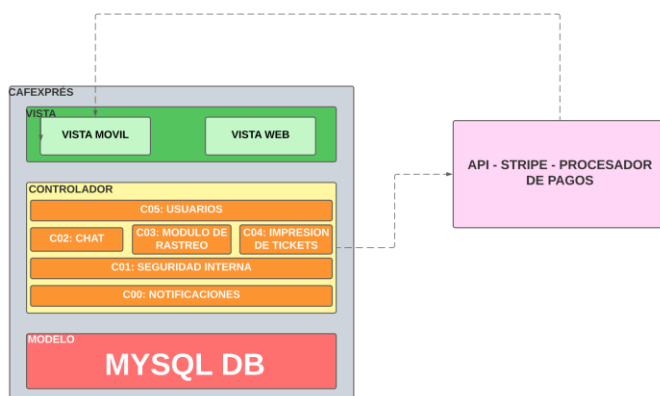 CAFEXPRÉS
VISTA
VISTA MOVIL
VISTA WEB
API - STRIPE - PROCESADOR
DE PAGOS
CONTROLADOR
C05: USUARIOS
C02: CHAT
C03: MODULO DE
RASTREO
C04: IMPRESION
DE TICKETS
C01: SEGURIDAD INTERNA
C00: NOTIFICACIONES
MODELO
MYSQL DB